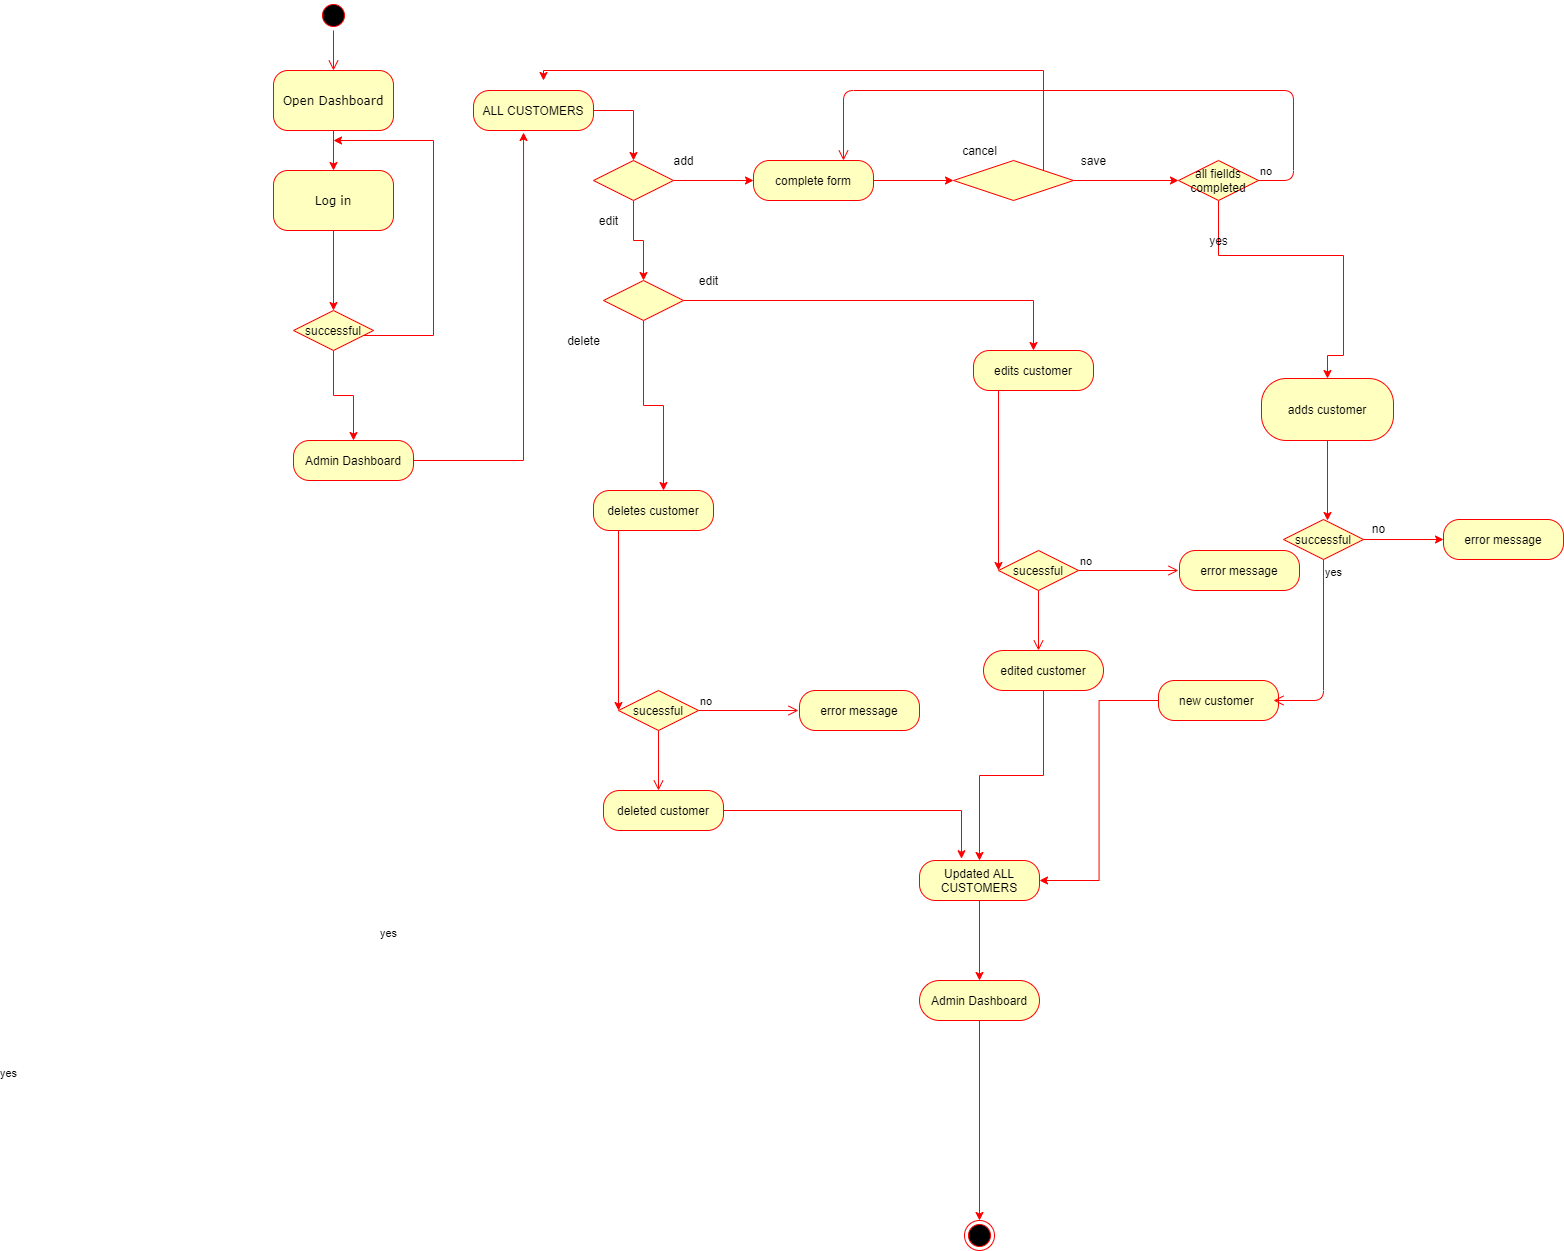 Open Dashboard
ALL CUSTOMERS
cancel
add
save
all fiellds
completed
no
complete form
Log in
edit
yes
edit
successful
delete
edits customer
adds customer
Admin Dashboard
deletes customer
no
successful
error message
no
sucessful
error message
yes
edited customer
no
new customer
sucessful
error message
deleted customer
Updated ALL
CUSTOMERS
yes
Admin Dashboard
yes